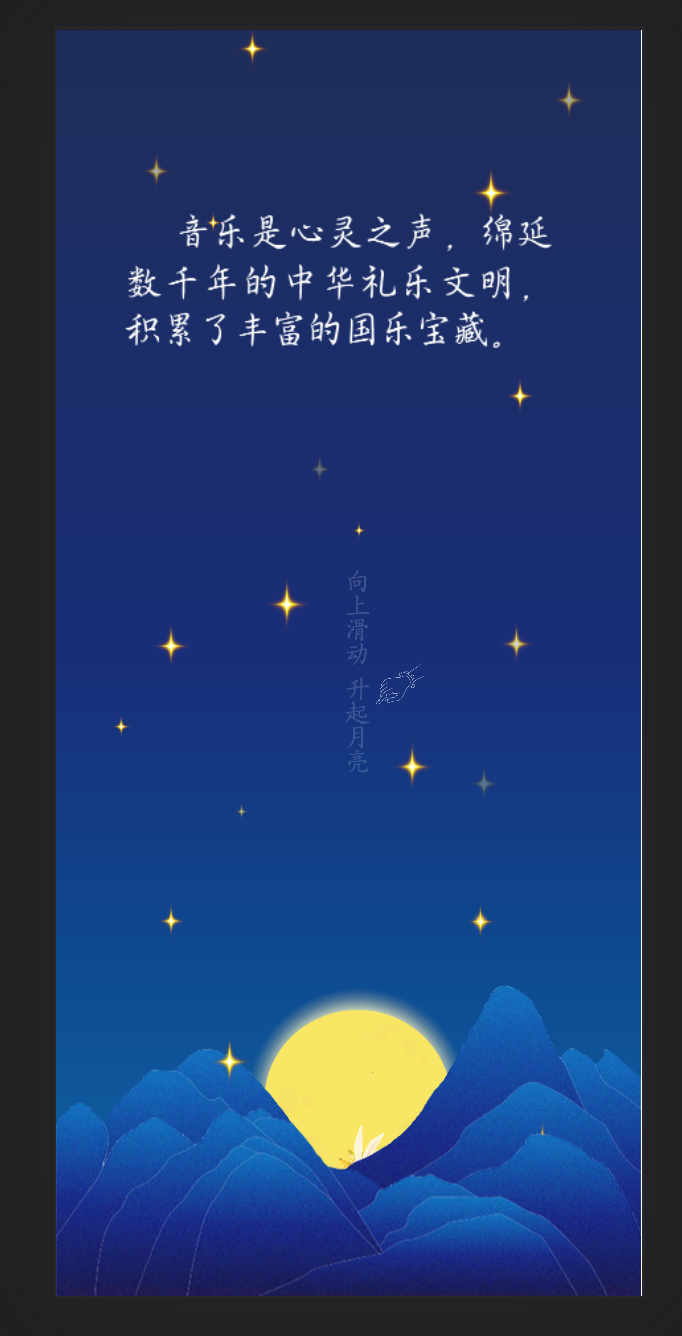 音乐是心灵之声，绵延
数千年的中华礼乐文明，
积累了丰富的国乐宝藏。
向上滑动 升起月亮